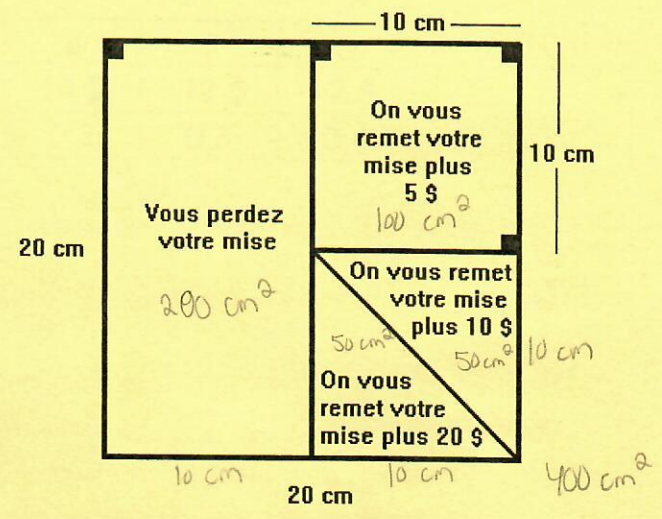 10 cm
On vous
remet votre
mise plus
5 $
100 cm²
10 cm
Vous perdez
votre mise
20 cm
200 cm²
On vous remet
votre mise
plus 10 $
50 cm²
50 cm²
10 cm
On vous
remet votre
mise plus 20 $
10 cm
10 cm
400 cm²
20 cm